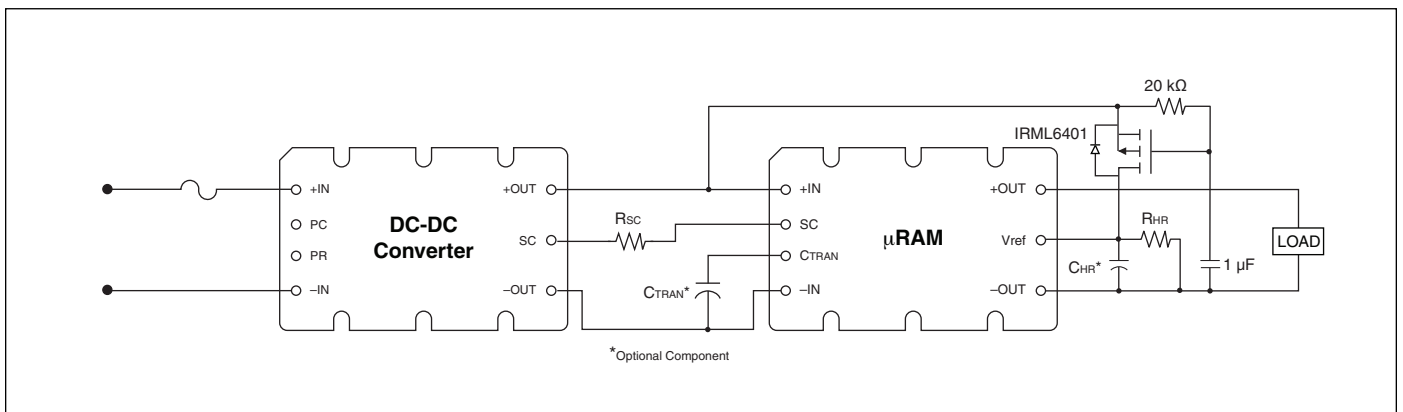 20 kΩ
IRML6401
+IN
+OUT
+IN
+OUT
PC
DC-DC
Converter
RSC
SC
RHR
PR
SC
µRAM
Vref
LOAD
CTRAN
CHR*
1 µF
–IN
–OUT
CTRAN*
–IN
–OUT
*Optional Component